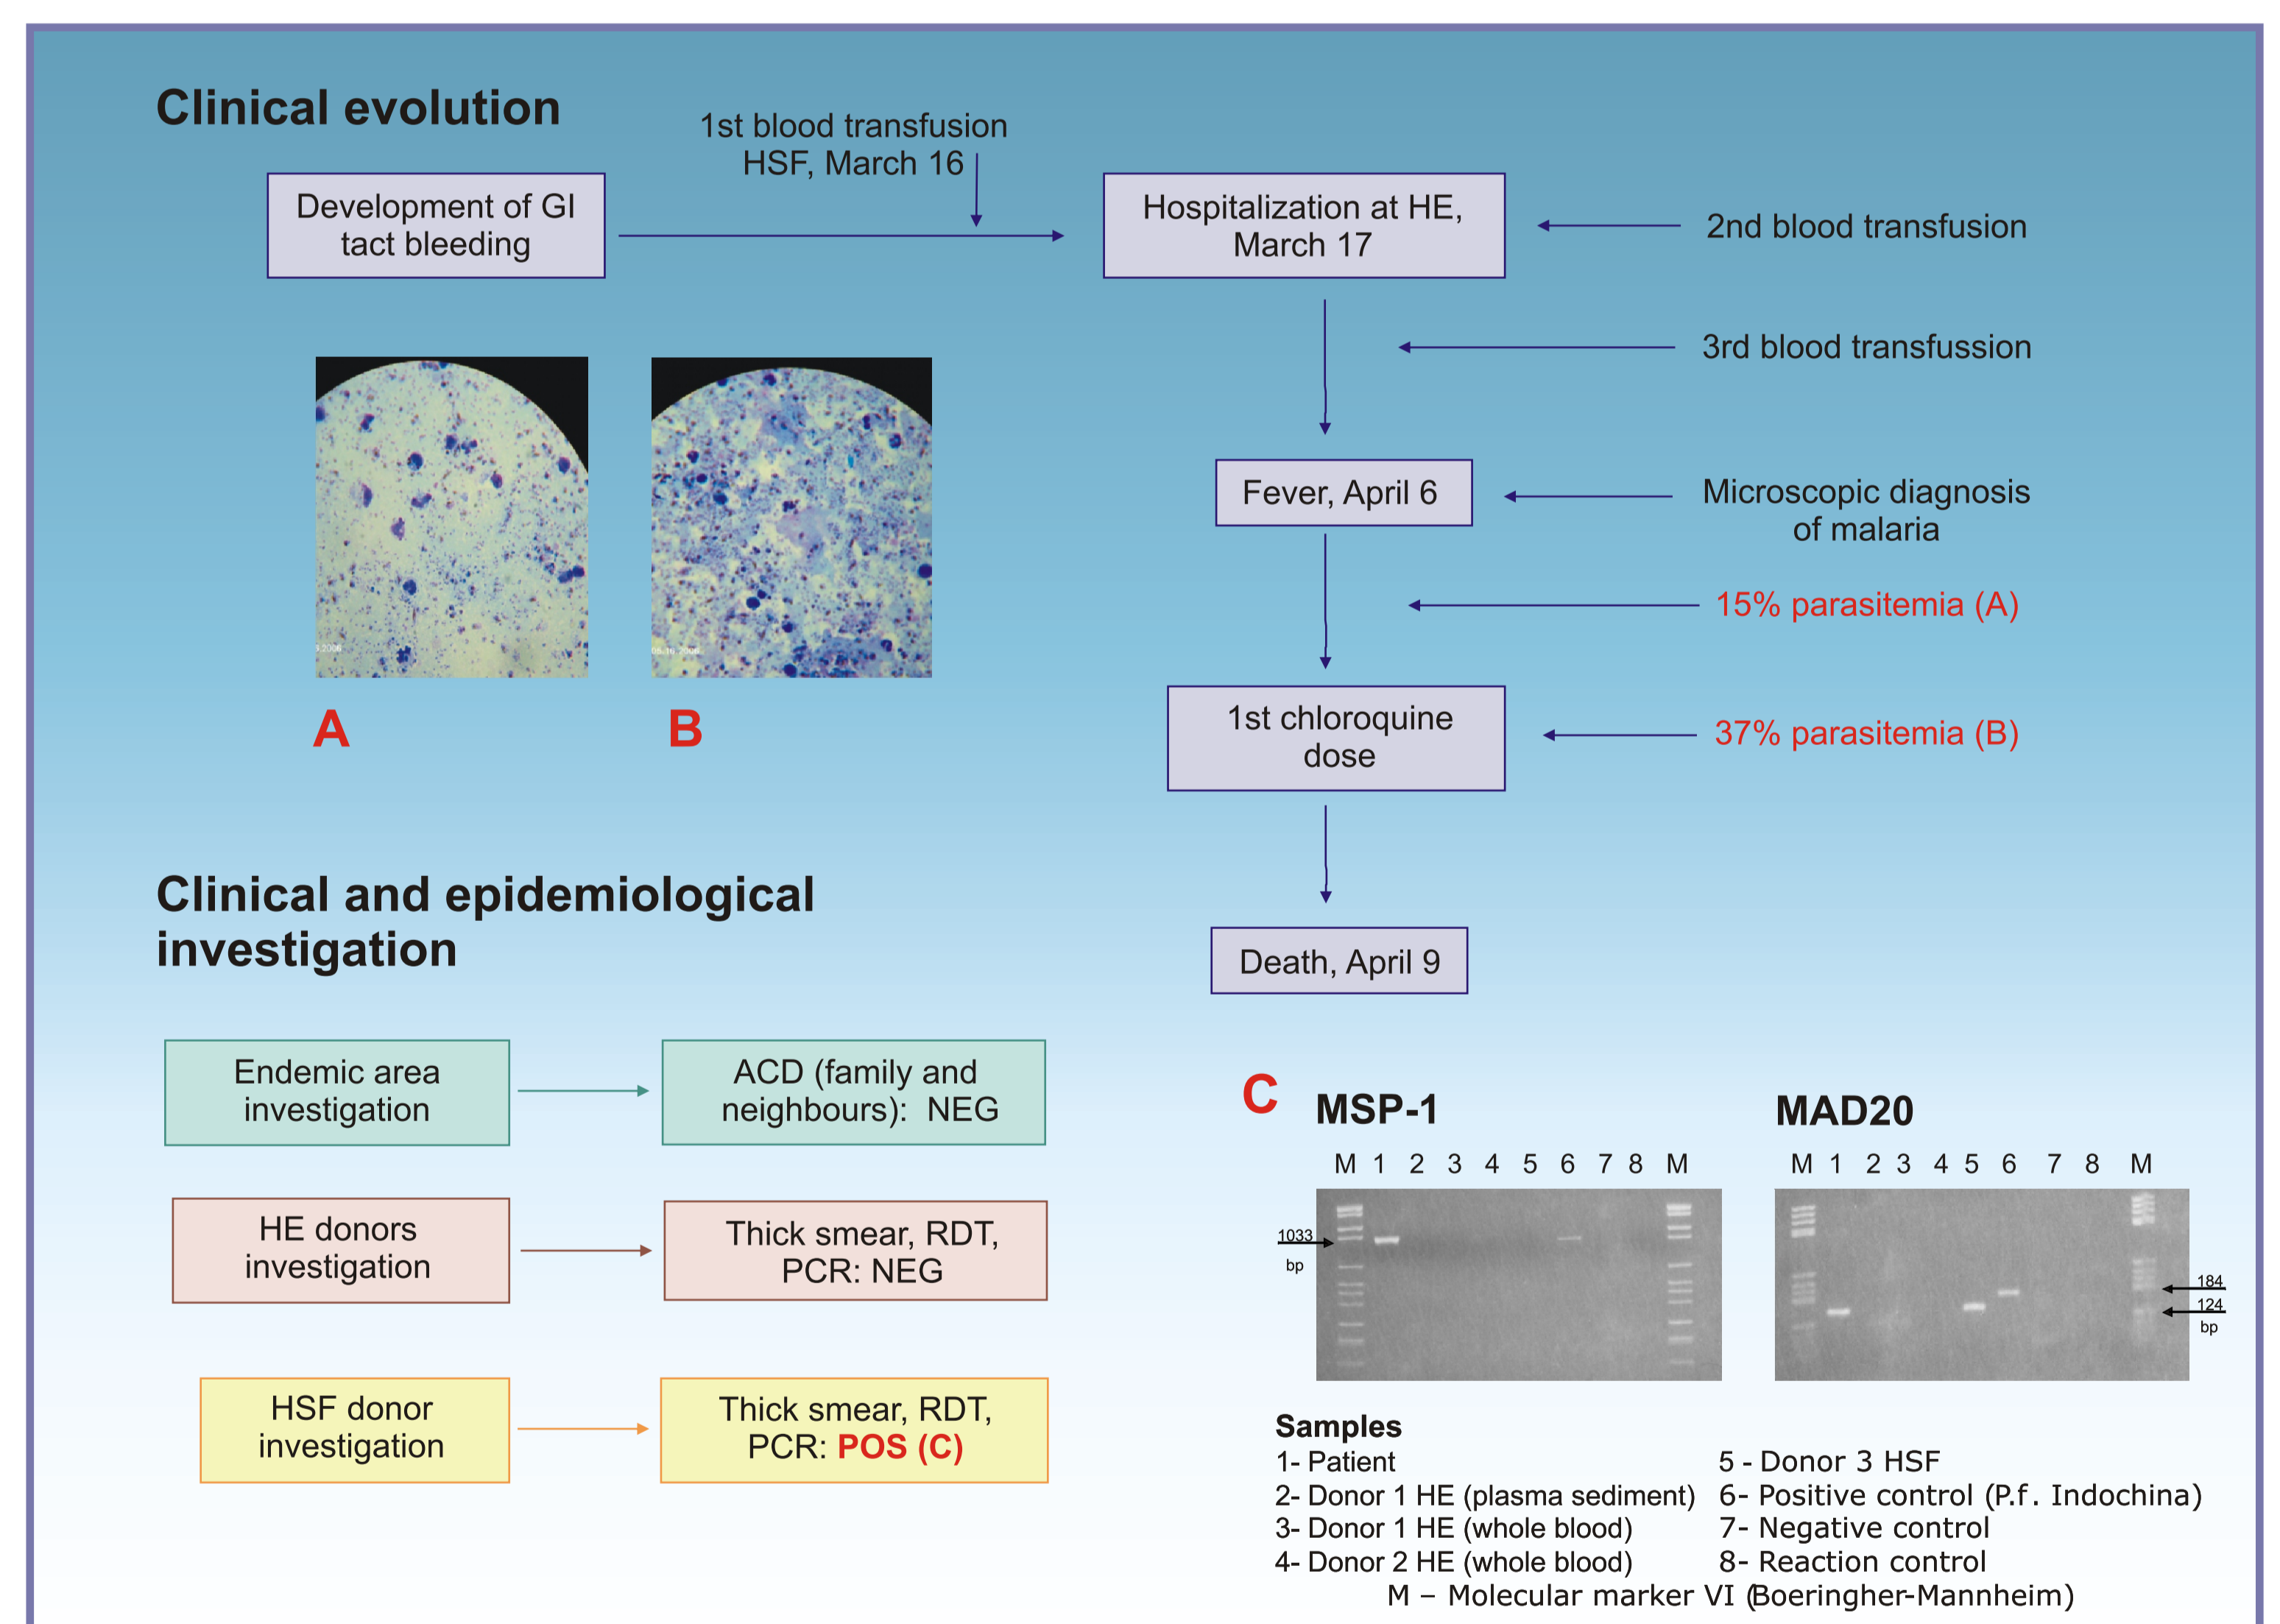 Clinical evolution
1st blood transfusion
HSF, March 16
Development of GI
tact bleeding
Hospitalization at HE,
March 17
2nd blood transfusion
3rd blood transfussion
Fever, April 6
Microscopic diagnosis
of malaria
15% parasitemia (A)
.2006
05.16.2006
A
B
1st chloroquine
dose
37% parasitemia (B)
Death, April 9
Clinical and epidemiological
investigation
Endemic area
investigation
ACD (family and
neighbours): NEG
HE donors
investigation
Thick smear, RDT,
PCR: NEG
HSF donor
investigation
Thick smear, RDT,
PCR: POS (C)
C
MSP-1
M 1 2 3 4 5 6 7 8 M
1033
bp
MAD20
M 1 2 3 4 5 6 7 8 M
184
124
bp
Samples
1- Patient
2- Donor 1 HE (plasma sediment)
3- Donor 1 HE (whole blood)
4- Donor 2 HE (whole blood)
5 - Donor 3 HSF
6- Positive control (P.f. Indochina)
7- Negative control
8- Reaction control
M – Molecular marker VI (Boeringher-Mannheim)